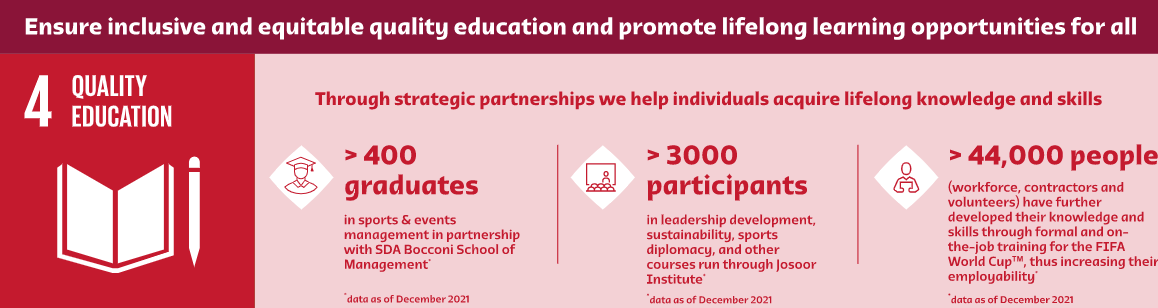 Ensure inclusive and equitable quality education and promote lifelong learning opportunities for all
4 QUALITY
EDUCATION
Through strategic partnerships we help individuals acquire lifelong knowledge and skills
> 400
graduates
in sports & events
management in partnership
with SDA Bocconi School of
Management*
*data as of December 2021
> 3000
participants
in leadership development,
sustainability, sports
diplomacy, and other
courses run through Josoor
Institute*
*data as of December 2021
> 44,000 people
(workforce, contractors and
volunteers) have further
developed their knowledge and
skills through formal and on-
the-job training for the FIFA
World Cup™, thus increasing their
employability*
*data as of December 2021